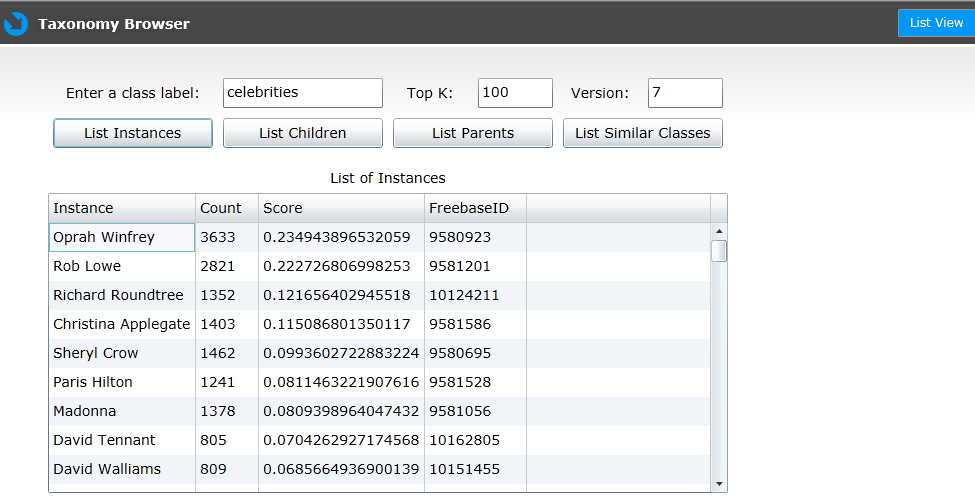 Taxonomy Browser List View
Enter a class label: celebrities Top K: 100 Version: 7
List Instances List Children List Parents List Similar Classes
List of Instances
Instance Count Score FreebaseID
Oprah Winfrey 3633 0.234943896532059 9580923
Rob Lowe 2821 0.222726806998253 9581201
Richard Roundtree 1352 0.121656402945518 10124211
Christina Applegate 1403 0.115086801350117 9581586
Sheryl Crow 1462 0.0993602722883224 9580695
Paris Hilton 1241 0.0811463221907616 9581528
Madonna 1378 0.0809398964047432 9581056
David Tennant 805 0.0704262927174568 10162805
David Walliams 809 0.0685664936900139 10151455